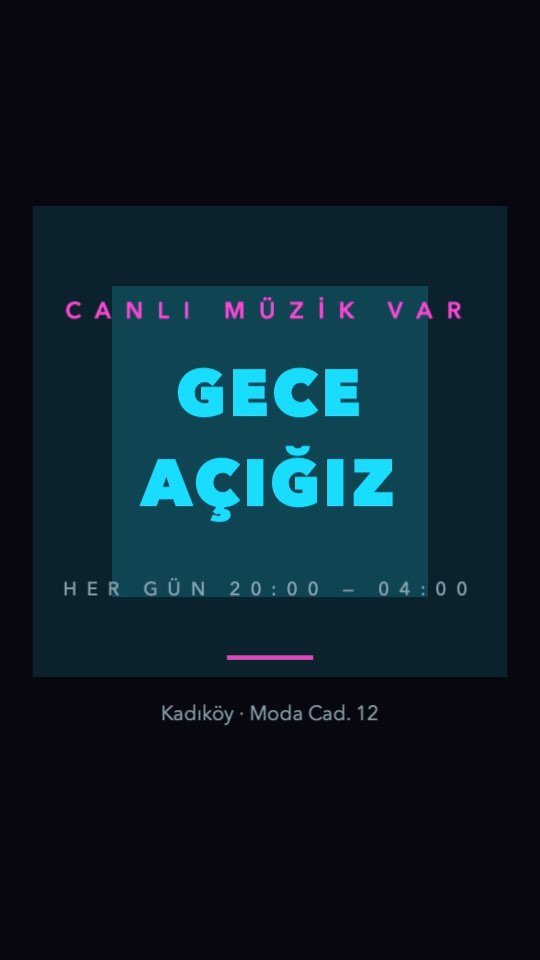 CANLI MÜZİK VAR
GECE
AÇIĞIZ
HER GÜN 20:00 – 04:00
Kadıköy · Moda Cad. 12